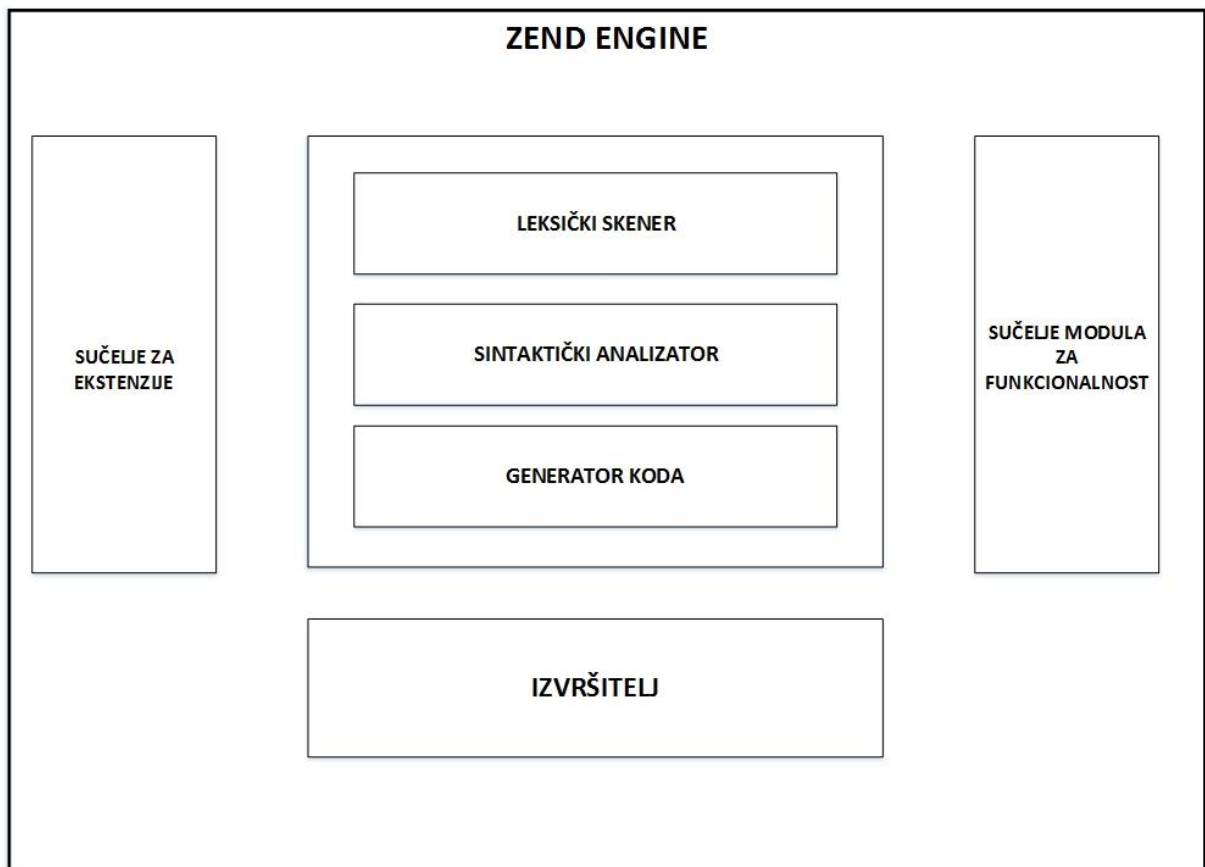 ZEND ENGINE
SUČELJE ZA
EKSTENZIJE
LEKSIČKI SKENER
SINTAKTIČKI ANALIZATOR
GENERATOR KODA
SUČELJE MODULA
ZA
FUNKCIONALNOST
IZVRŠITELJ